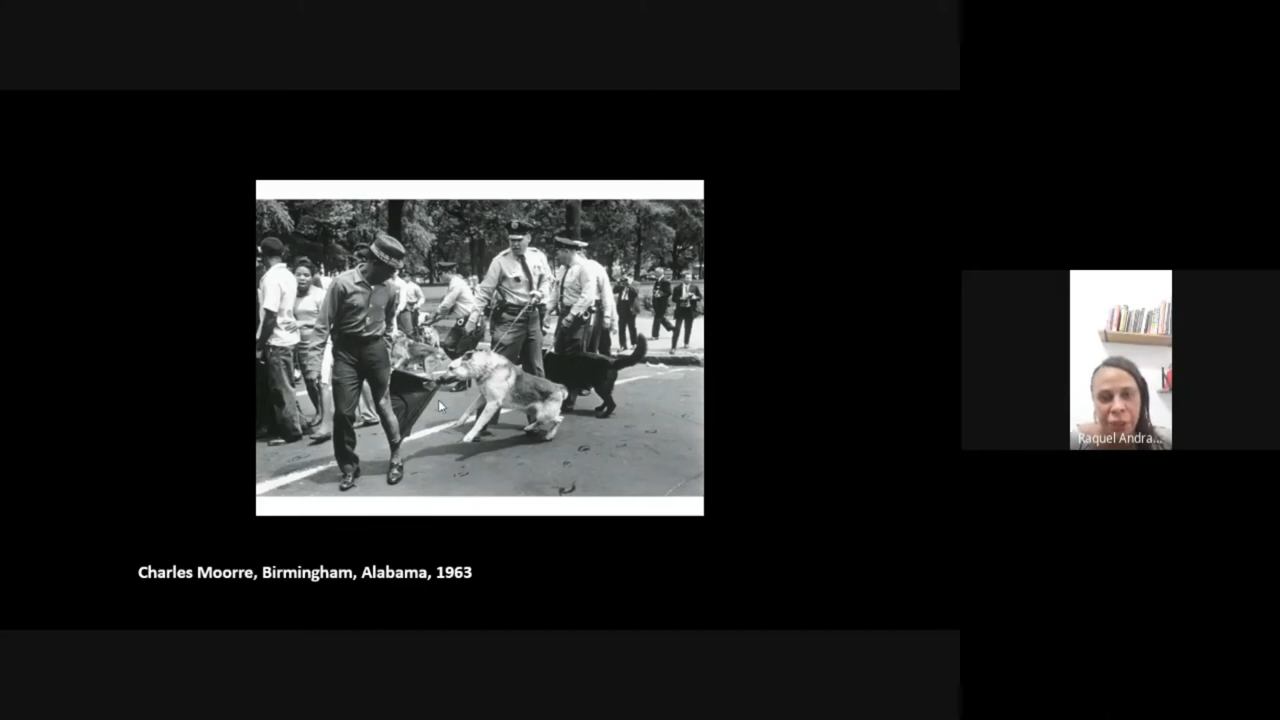 Charles Moorre, Birmingham, Alabama, 1963
Raquel Andra...